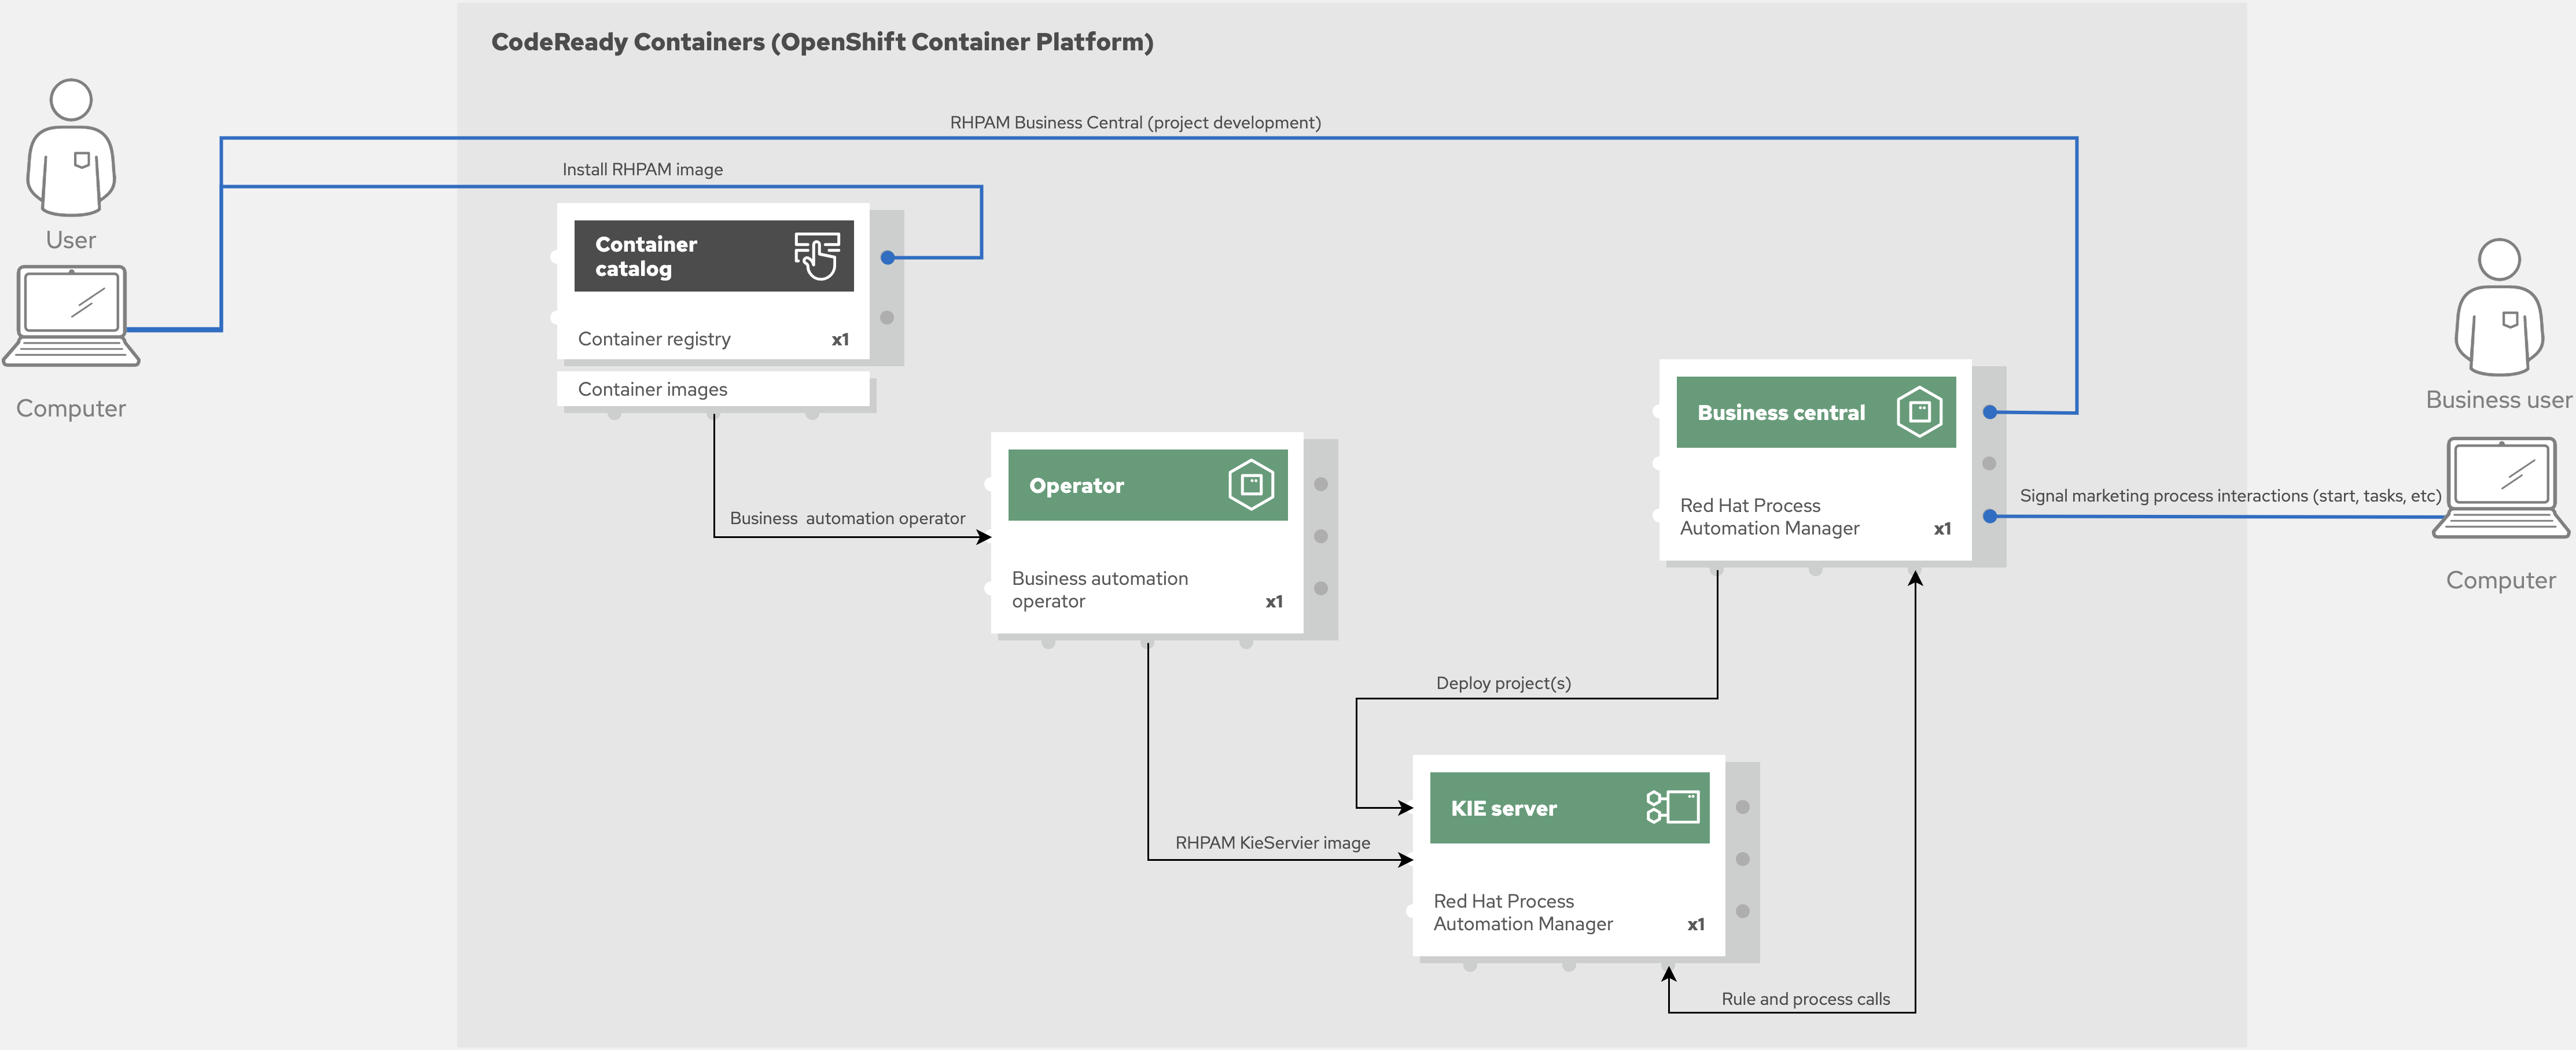 CodeReady Containers (OpenShift Container Platform)
RHPAM Business Central (project development)
Install RHPAM image
User
Computer
Container
catalog
Container registry
x1
Container images
Business automation operator
Operator
Business automation
operator
x1
Business central
Red Hat Process
Automation Manager
x1
Signal marketing process interactions (start, tasks, etc)
Business user
Computer
Deploy project(s)
RHPAM KieServier image
KIE server
Red Hat Process
Automation Manager
x1
Rule and process calls